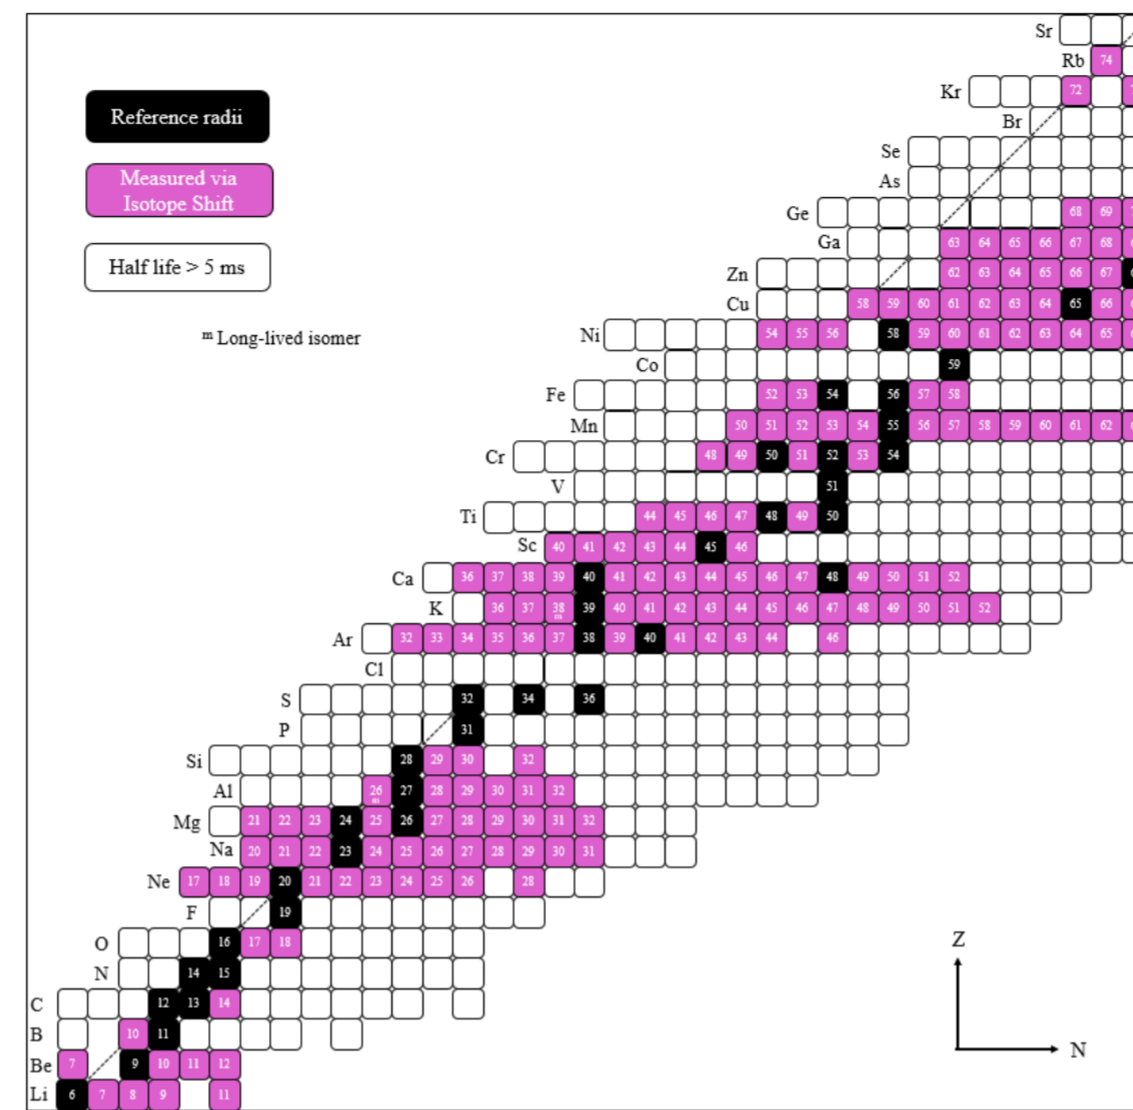 Sr
Rb 74
Kr 72
Br
Se
As
Ge 68 69
Ga 63 64 65 66 67 68
Zn 62 63 64 65 66 67
Cu 58 59 60 61 62 63 64 65 66
Ni 54 55 56 58 59 60 61 62 63 64 65
Co 59
Fe 52 53 54 56 57 58
Mn 50 51 52 53 54 55 56 57 58 59 60 61 62
Cr 48 49 50 51 52 53 54
V 51
Ti 44 45 46 47 48 49 50
Sc 40 41 42 43 44 45 46
Ca 36 37 38 39 40 41 42 43 44 45 46 47 48 49 50 51 52
K 36 37 38 m 39 40 41 42 43 44 45 46 47 48 49 50 51 52
Ar 32 33 34 35 36 37 38 39 40 41 42 43 44 46
Cl
S 32 34 36
P 31
Si 28 29 30 32
Al 26 m 27 28 29 30 31 32
Mg 21 22 23 24 25 26 27 28 29 30 31 32
Na 20 21 22 23 24 25 26 27 28 29 30 31
Ne 17 18 19 20 21 22 23 24 25 26 28
F 19
O 16 17 18
N 14 15
C 12 13 14
B 10 11
Be 7 9 10 11 12
Li 6 7 8 9 11
Reference radii
Measured via
Isotope Shift
Half life > 5 ms
m Long-lived isomer
Z
N